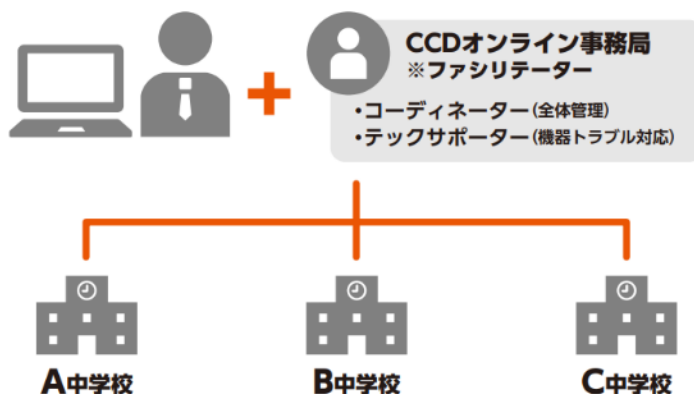 CCDオンライン事務局
※ファシリテーター
・コーディネーター(全体管理)
・テックサポーター(機器トラブル対応)
A中学校
B中学校
C中学校